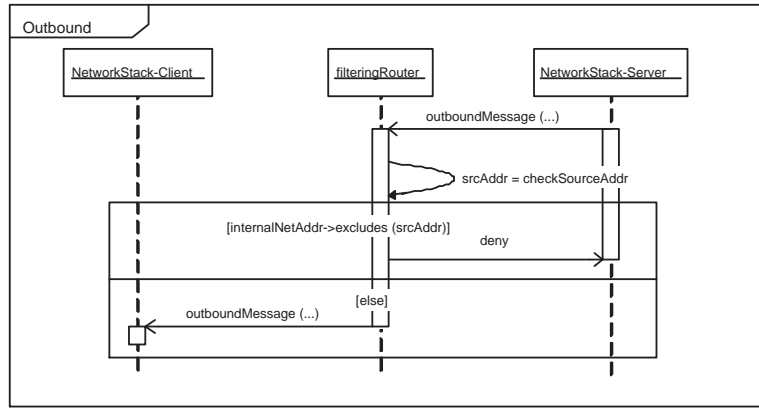 Outbound
NetworkStack-Client
filteringRouter
NetworkStack-Server
outboundMessage (...)
srcAddr = checkSourceAddr
[internalNetAddr->excludes (srcAddr)]
deny
[else]
outboundMessage (...)